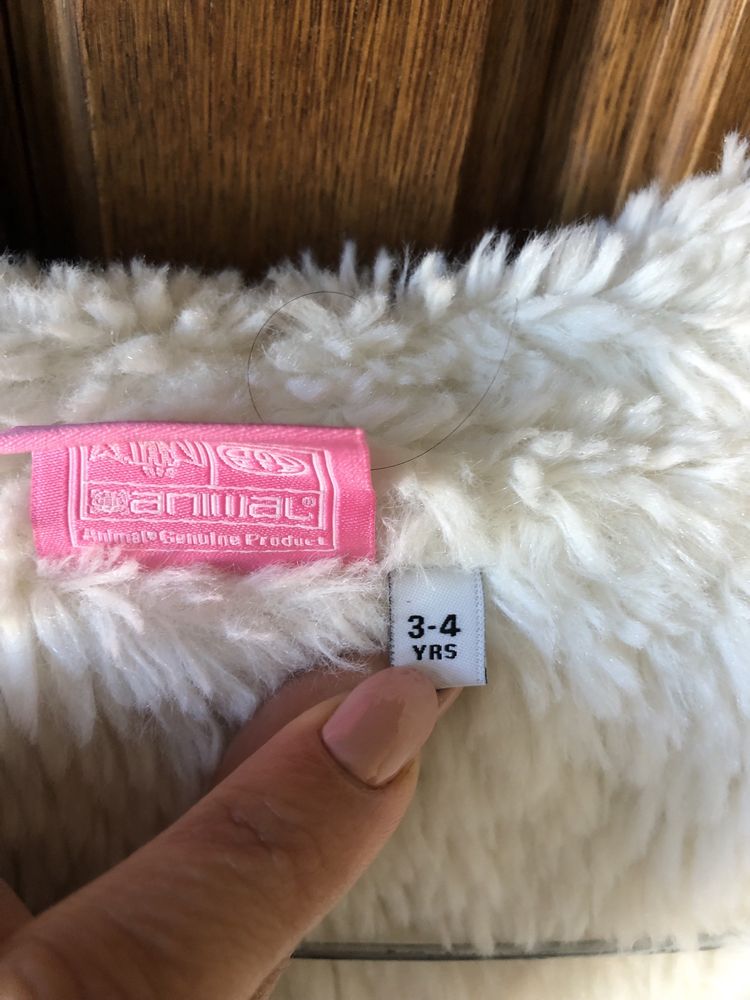 animal
Animal® Genuine Product
3-4
YRS